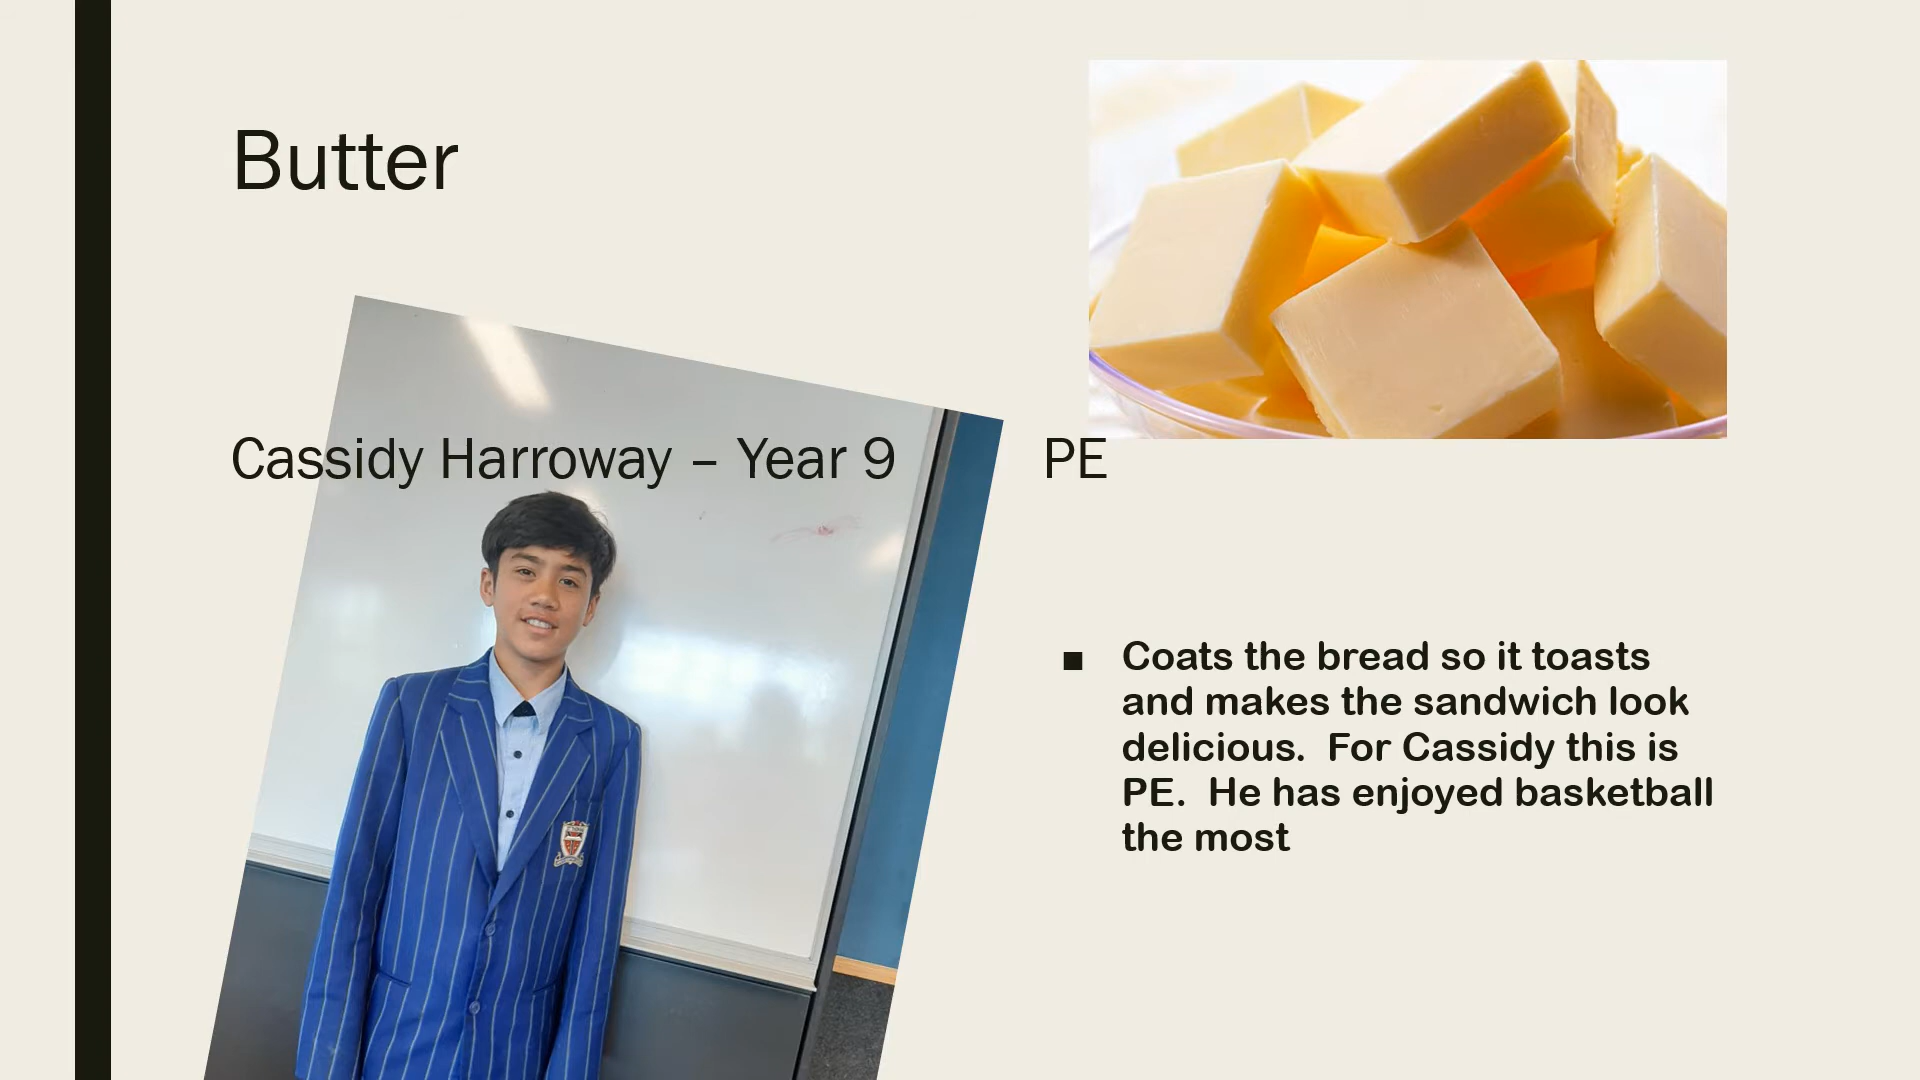 Butter
Cassidy Harroway – Year 9
PE
■ Coats the bread so it toasts
and makes the sandwich look
delicious.  For Cassidy this is
PE.  He has enjoyed basketball
the most